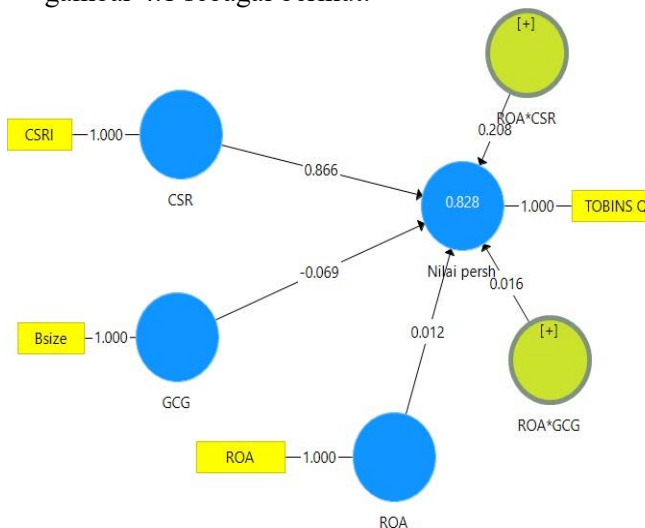 gambar 4.1 sebagai berikut:
[+]
ROA*CSR
0.208
CSRI
1.000
CSR
0.866
0.828
1.000
TOBINS Q
Nilai persh
-0.069
0.016
Bsize
1.000
GCG
0.012
[+]
ROA*GCG
ROA
1.000
ROA